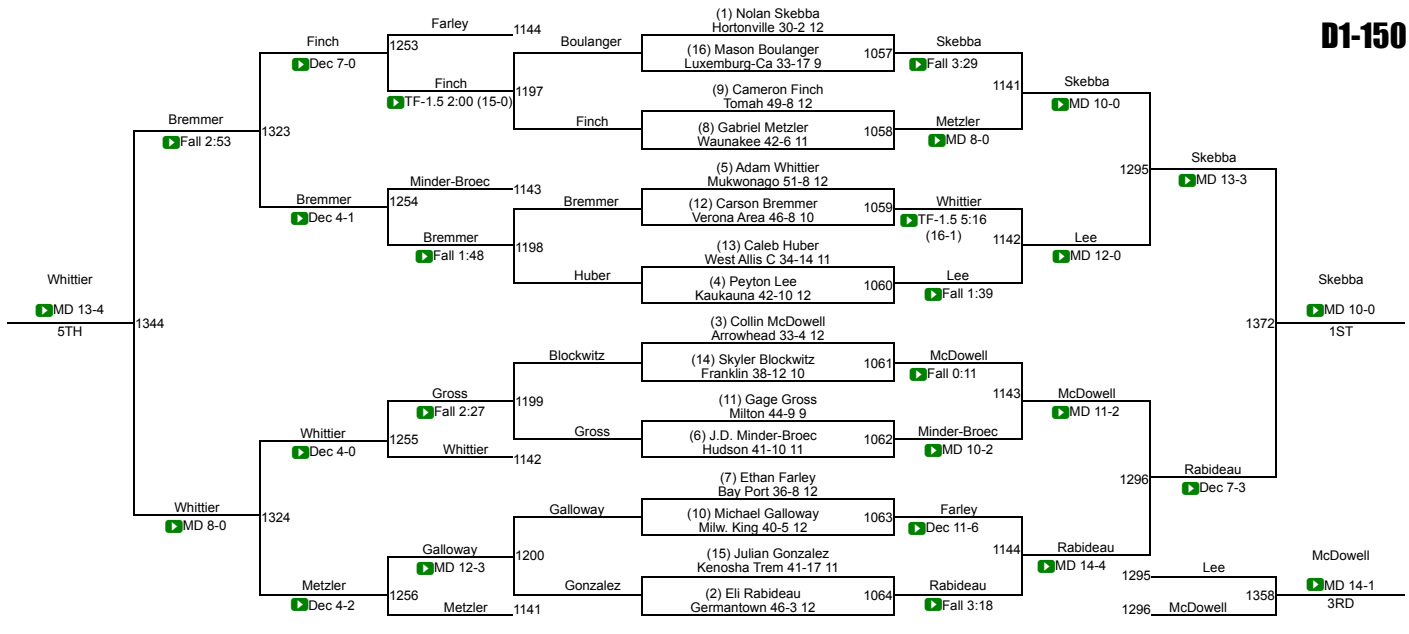 D1-150
(1) Nolan Skebba
Hortonville 30-2 12
(16) Mason Boulanger
Luxemburg-Ca 33-17 9
1057
(9) Cameron Finch
Tomah 49-8 12
(8) Gabriel Metzler
Waunakee 42-6 11
1058
(5) Adam Whittier
Mukwonago 51-8 12
(12) Carson Bremmer
Verona Area 46-8 10
1059
(13) Caleb Huber
West Allis C 34-14 11
(4) Peyton Lee
Kaukauna 42-10 12
1060
(3) Collin McDowell
Arrowhead 33-4 12
(14) Skyler Blockwitz
Franklin 38-12 10
1061
(11) Gage Gross
Milton 44-9 9
(6) J.D. Minder-Broec
Hudson 41-10 11
1062
(7) Ethan Farley
Bay Port 36-8 12
(10) Michael Galloway
Milw. King 40-5 12
1063
(15) Julian Gonzalez
Kenosha Trem 41-17 11
(2) Eli Rabideau
Germantown 46-3 12
1064
Skebba
Fall 3:29
1141
Metzler
MD 8-0
Whittier
TF-1.5 5:16
(16-1)
1142
Lee
Fall 1:39
McDowell
Fall 0:11
1143
Minder-Broec
MD 10-2
Farley
Dec 11-6
1144
Rabideau
Fall 3:18
Skebba
MD 10-0
1295
Lee
MD 12-0
McDowell
MD 11-2
1296
Rabideau
MD 14-4
Skebba
MD 13-3
1372
Rabideau
Dec 7-3
Skebba
MD 10-0
1ST
1295
Lee
1358
1296
McDowell
McDowell
MD 14-1
3RD
Boulanger
1197
Finch
Bremmer
1198
Huber
Blockwitz
1199
Gross
Galloway
1200
Gonzalez
Farley
1144
1253
Finch
TF-1.5 2:00 (15-0)
Minder-Broec
1143
1254
Bremmer
Fall 1:48
Gross
Fall 2:27
1255
Whittier
1142
Galloway
MD 12-3
1256
Metzler
1141
Finch
Dec 7-0
1323
Bremmer
Dec 4-1
Whittier
Dec 4-0
1324
Metzler
Dec 4-2
Bremmer
Fall 2:53
1344
Whittier
MD 8-0
Whittier
MD 13-4
5TH